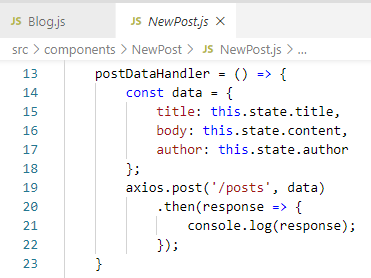 JS Blog.js JS NewPost.js ×
src > components > NewPost > JS NewPost.js > ...
13 postDataHandler = () => {
14 const data = {
15 title: this.state.title,
16 body: this.state.content,
17 author: this.state.author
18 };
19 axios.post('/posts', data)
20 .then(response => {
21 console.log(response);
22 });
23 }